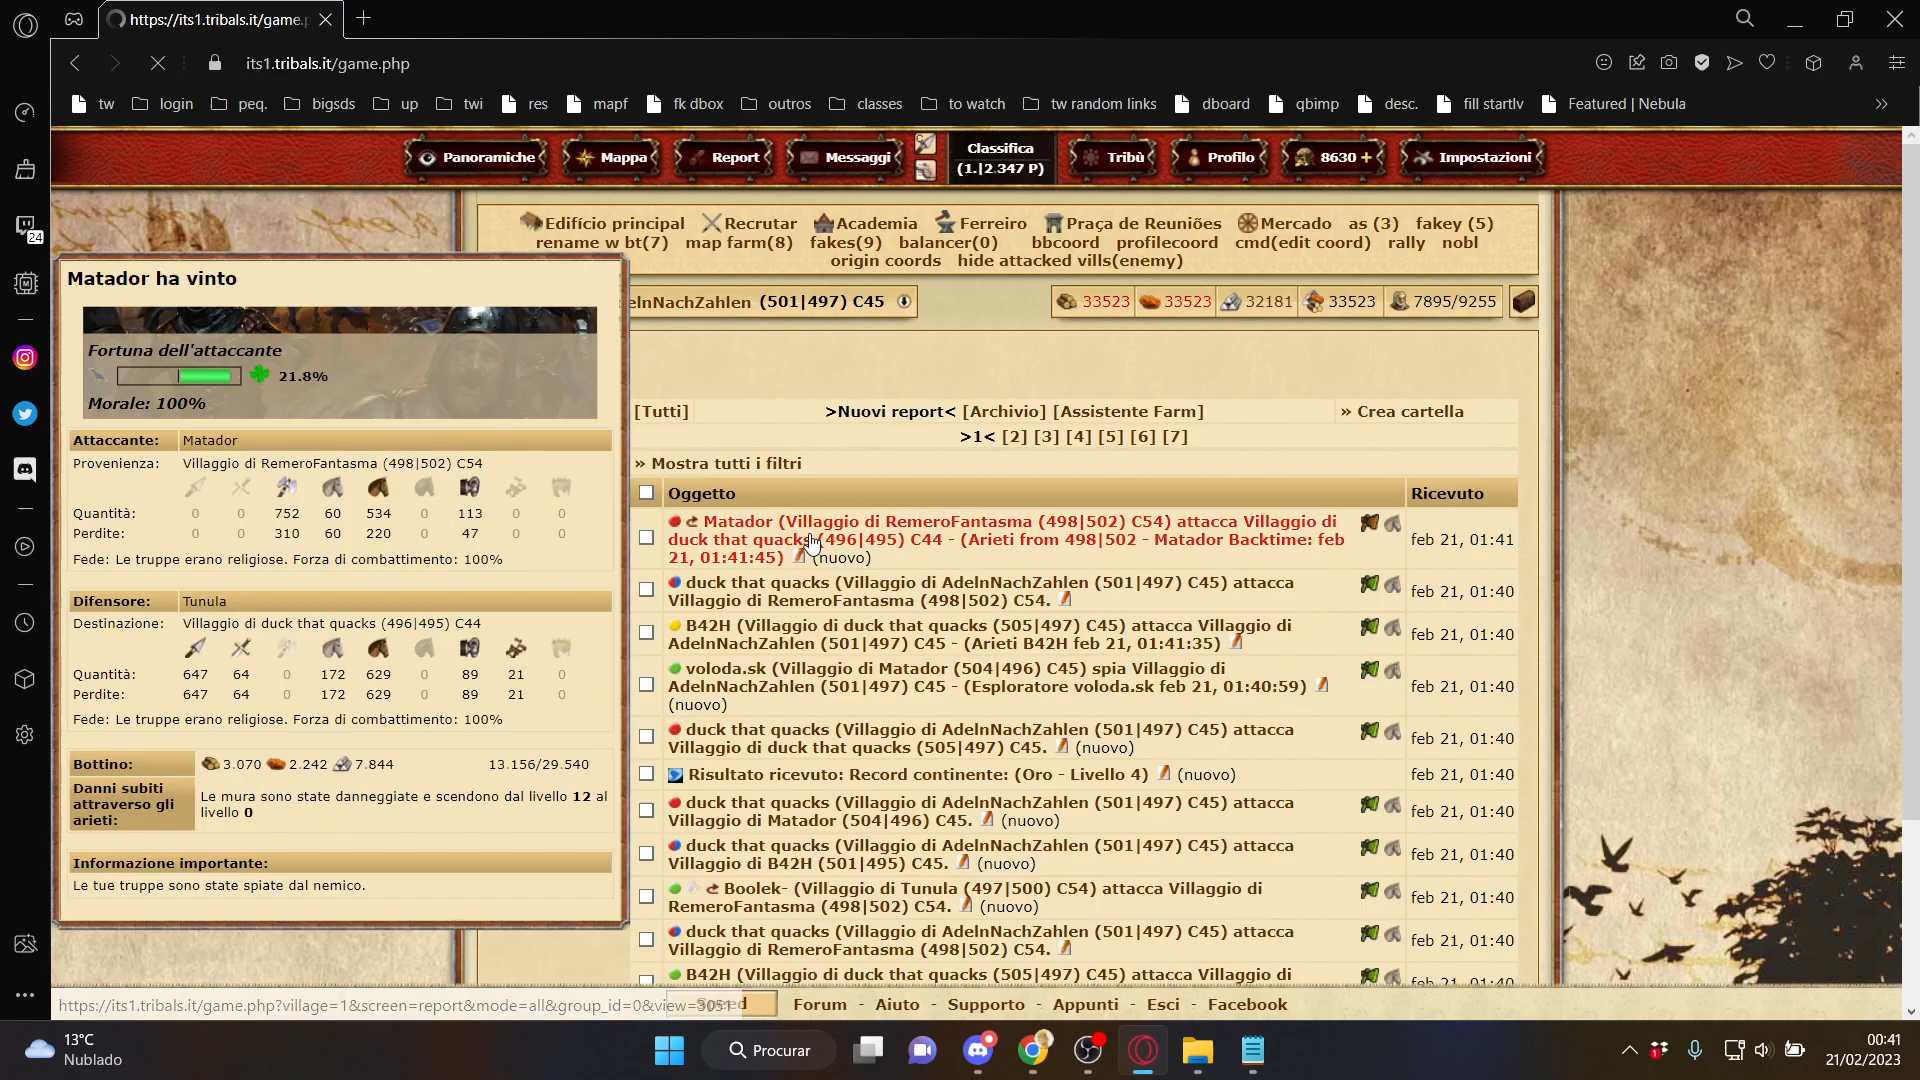 https://its1.tribals.it/game.
its1.tribals.it/game.php
tw login peq. bigsds up twi res mapf fk dbox outros classes to watch tw random links dboard qbimp desc. fill startlv Featured | Nebula
24
Panoramiche Mappa Report Messaggi Classifica (1.|2.347 P) Tribù Profilo 8630 + Impostazioni
Edifício principal Recrutar Academia Ferreiro Praça de Reuniões Mercado as (3) fakey (5)
rename w bt(7) map farm(8) fakes(9) balancer(0) bbcoord profilecoord cmd(edit coord) rally nobl
origin coords hide attacked vills(enemy)
elnNachZahlen (501|497) C45 33523 33523 32181 33523 7895/9255
Matador ha vinto
Fortuna dell'attaccante
21.8%
Morale: 100%
Attaccante: Matador
Provenienza: Villaggio di RemeroFantasma (498|502) C54
Quantità: 0 0 752 60 534 0 113 0 0
Perdite: 0 0 310 60 220 0 47 0 0
Fede: Le truppe erano religiose. Forza di combattimento: 100%
Difensore: Tunula
Destinazione: Villaggio di duck that quacks (496|495) C44
Quantità: 647 64 0 172 629 0 89 21 0
Perdite: 647 64 0 172 629 0 89 21 0
Fede: Le truppe erano religiose. Forza di combattimento: 100%
Bottino: 3.070 2.242 7.844 13.156/29.540
Danni subiti attraverso gli arieti: Le mura sono state danneggiate e scendono dal livello 12 al
livello 0
Informazione importante:
Le tue truppe sono state spiate dal nemico.
[Tutti] >Nuovi report< [Archivio] [Assistente Farm] » Crea cartella
>1< [2] [3] [4] [5] [6] [7]
» Mostra tutti i filtri
Oggetto Ricevuto
Matador (Villaggio di RemeroFantasma (498|502) C54) attacca Villaggio di
duck that quacks (496|495) C44 - (Arieti from 498|502 - Matador Backtime: feb
21, 01:41:45) (nuovo)
feb 21, 01:41
duck that quacks (Villaggio di AdelnNachZahlen (501|497) C45) attacca
Villaggio di RemeroFantasma (498|502) C54.
feb 21, 01:40
B42H (Villaggio di duck that quacks (505|497) C45) attacca Villaggio di
AdelnNachZahlen (501|497) C45 - (Arieti B42H feb 21, 01:41:35)
feb 21, 01:40
voloda.sk (Villaggio di Matador (504|496) C45) spia Villaggio di
AdelnNachZahlen (501|497) C45 - (Esploratore voloda.sk feb 21, 01:40:59)
(nuovo)
feb 21, 01:40
duck that quacks (Villaggio di AdelnNachZahlen (501|497) C45) attacca
Villaggio di duck that quacks (505|497) C45. (nuovo)
feb 21, 01:40
Risultato ricevuto: Record continente: (Oro - Livello 4) (nuovo)
feb 21, 01:40
duck that quacks (Villaggio di AdelnNachZahlen (501|497) C45) attacca
Villaggio di Matador (504|496) C45. (nuovo)
feb 21, 01:40
duck that quacks (Villaggio di AdelnNachZahlen (501|497) C45) attacca
Villaggio di B42H (501|495) C45. (nuovo)
feb 21, 01:40
Boolek- (Villaggio di Tunula (497|500) C54) attacca Villaggio di
RemeroFantasma (498|502) C54. (nuovo)
feb 21, 01:40
duck that quacks (Villaggio di AdelnNachZahlen (501|497) C45) attacca
Villaggio di RemeroFantasma (498|502) C54.
feb 21, 01:40
B42H (Villaggio di duck that quacks (505|497) C45) attacca Villaggio di
https://its1.tribals.it/game.php?village=1&screen=report&mode=all&group_id=0&view=3051
Forum - Aiuto - Supporto - Appunti - Esci - Facebook
13°C
Nublado
Procurar
1
00:41
21/02/2023